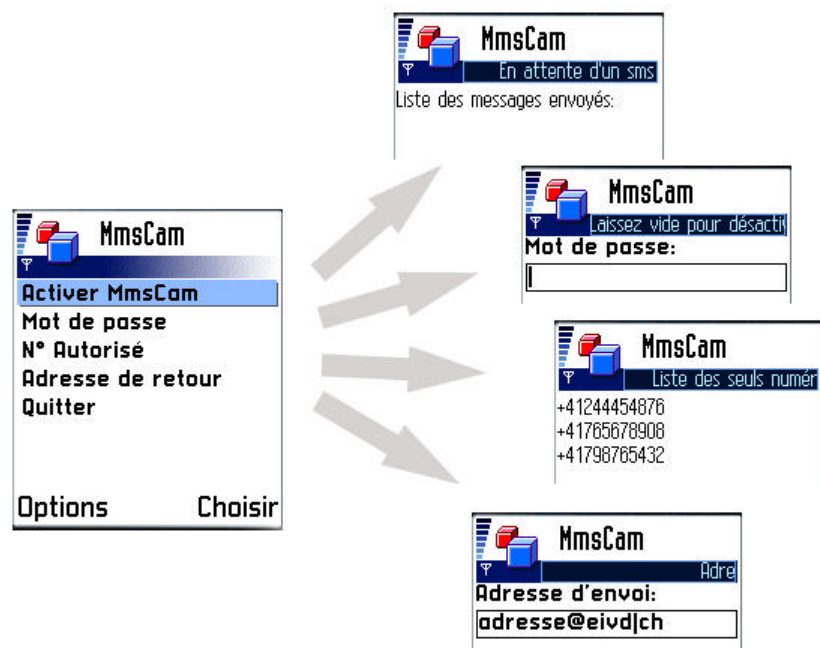 MmsCam
Activer MmsCam
Mot de passe
N° Autorisé
Adresse de retour
Quitter
Options Choisir
MmsCam
En attente d'un sms
Liste des messages envoyés:
MmsCam
Laissez vide pour désactiv
Mot de passe:
MmsCam
Liste des seuls numér
+41244454876
+41765678908
+41798765432
MmsCam
Adre
Adresse d'envoi:
adresse@eivd|ch